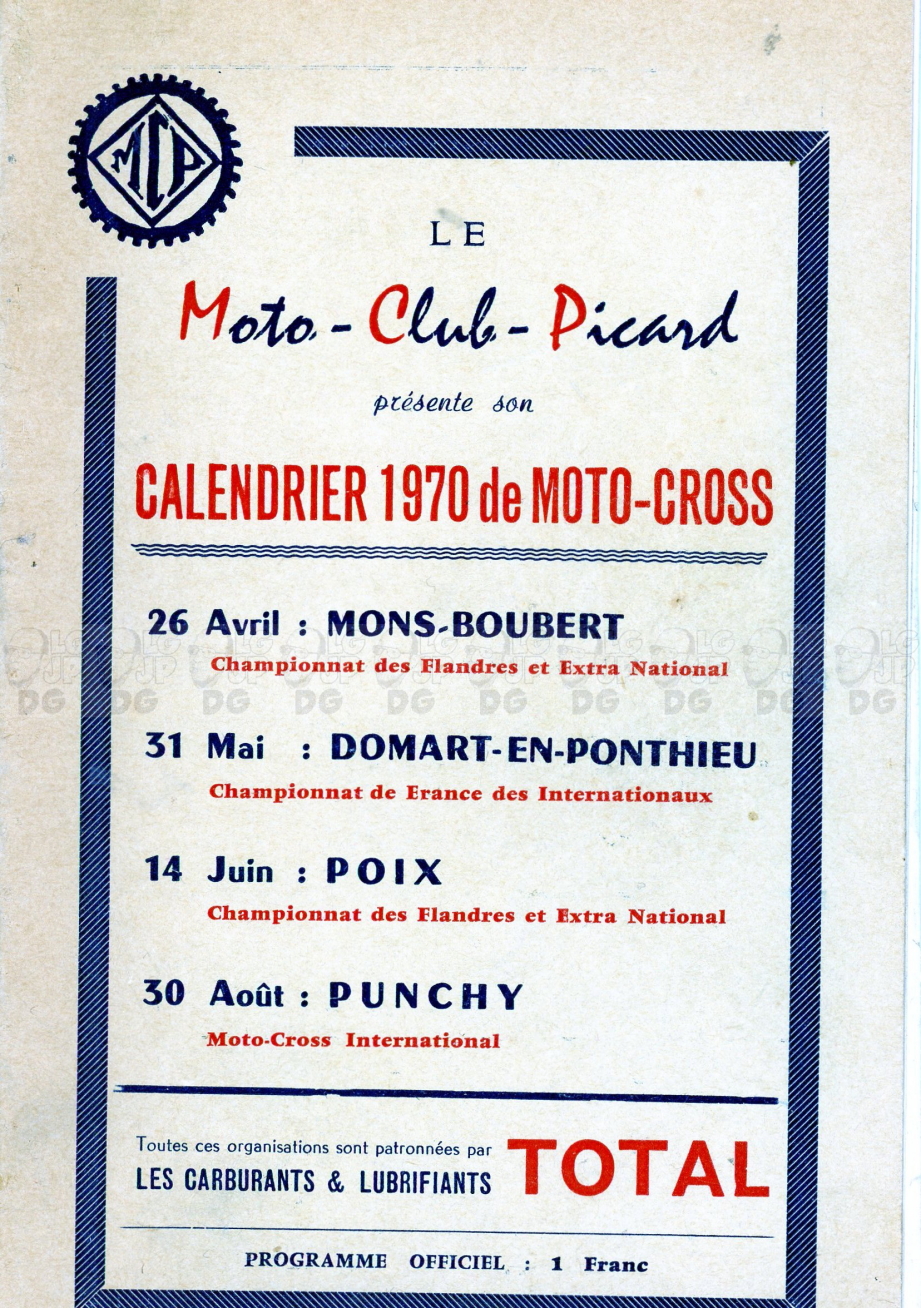 MCP
LE
Moto-Club-Picard
présente son
CALENDRIER 1970 de MOTO-CROSS
26 Avril : MONS-BOUBERT
Championnat des Flandres et Extra National
31 Mai : DOMART-EN-PONTHIEU
Championnat de France des Internationaux
14 Juin : POIX
Championnat des Flandres et Extra National
30 Août : PUNCHY
Moto-Cross International
Toutes ces organisations sont patronnées par
LES CARBURANTS & LUBRIFIANTS TOTAL
PROGRAMME OFFICIEL : 1 Franc